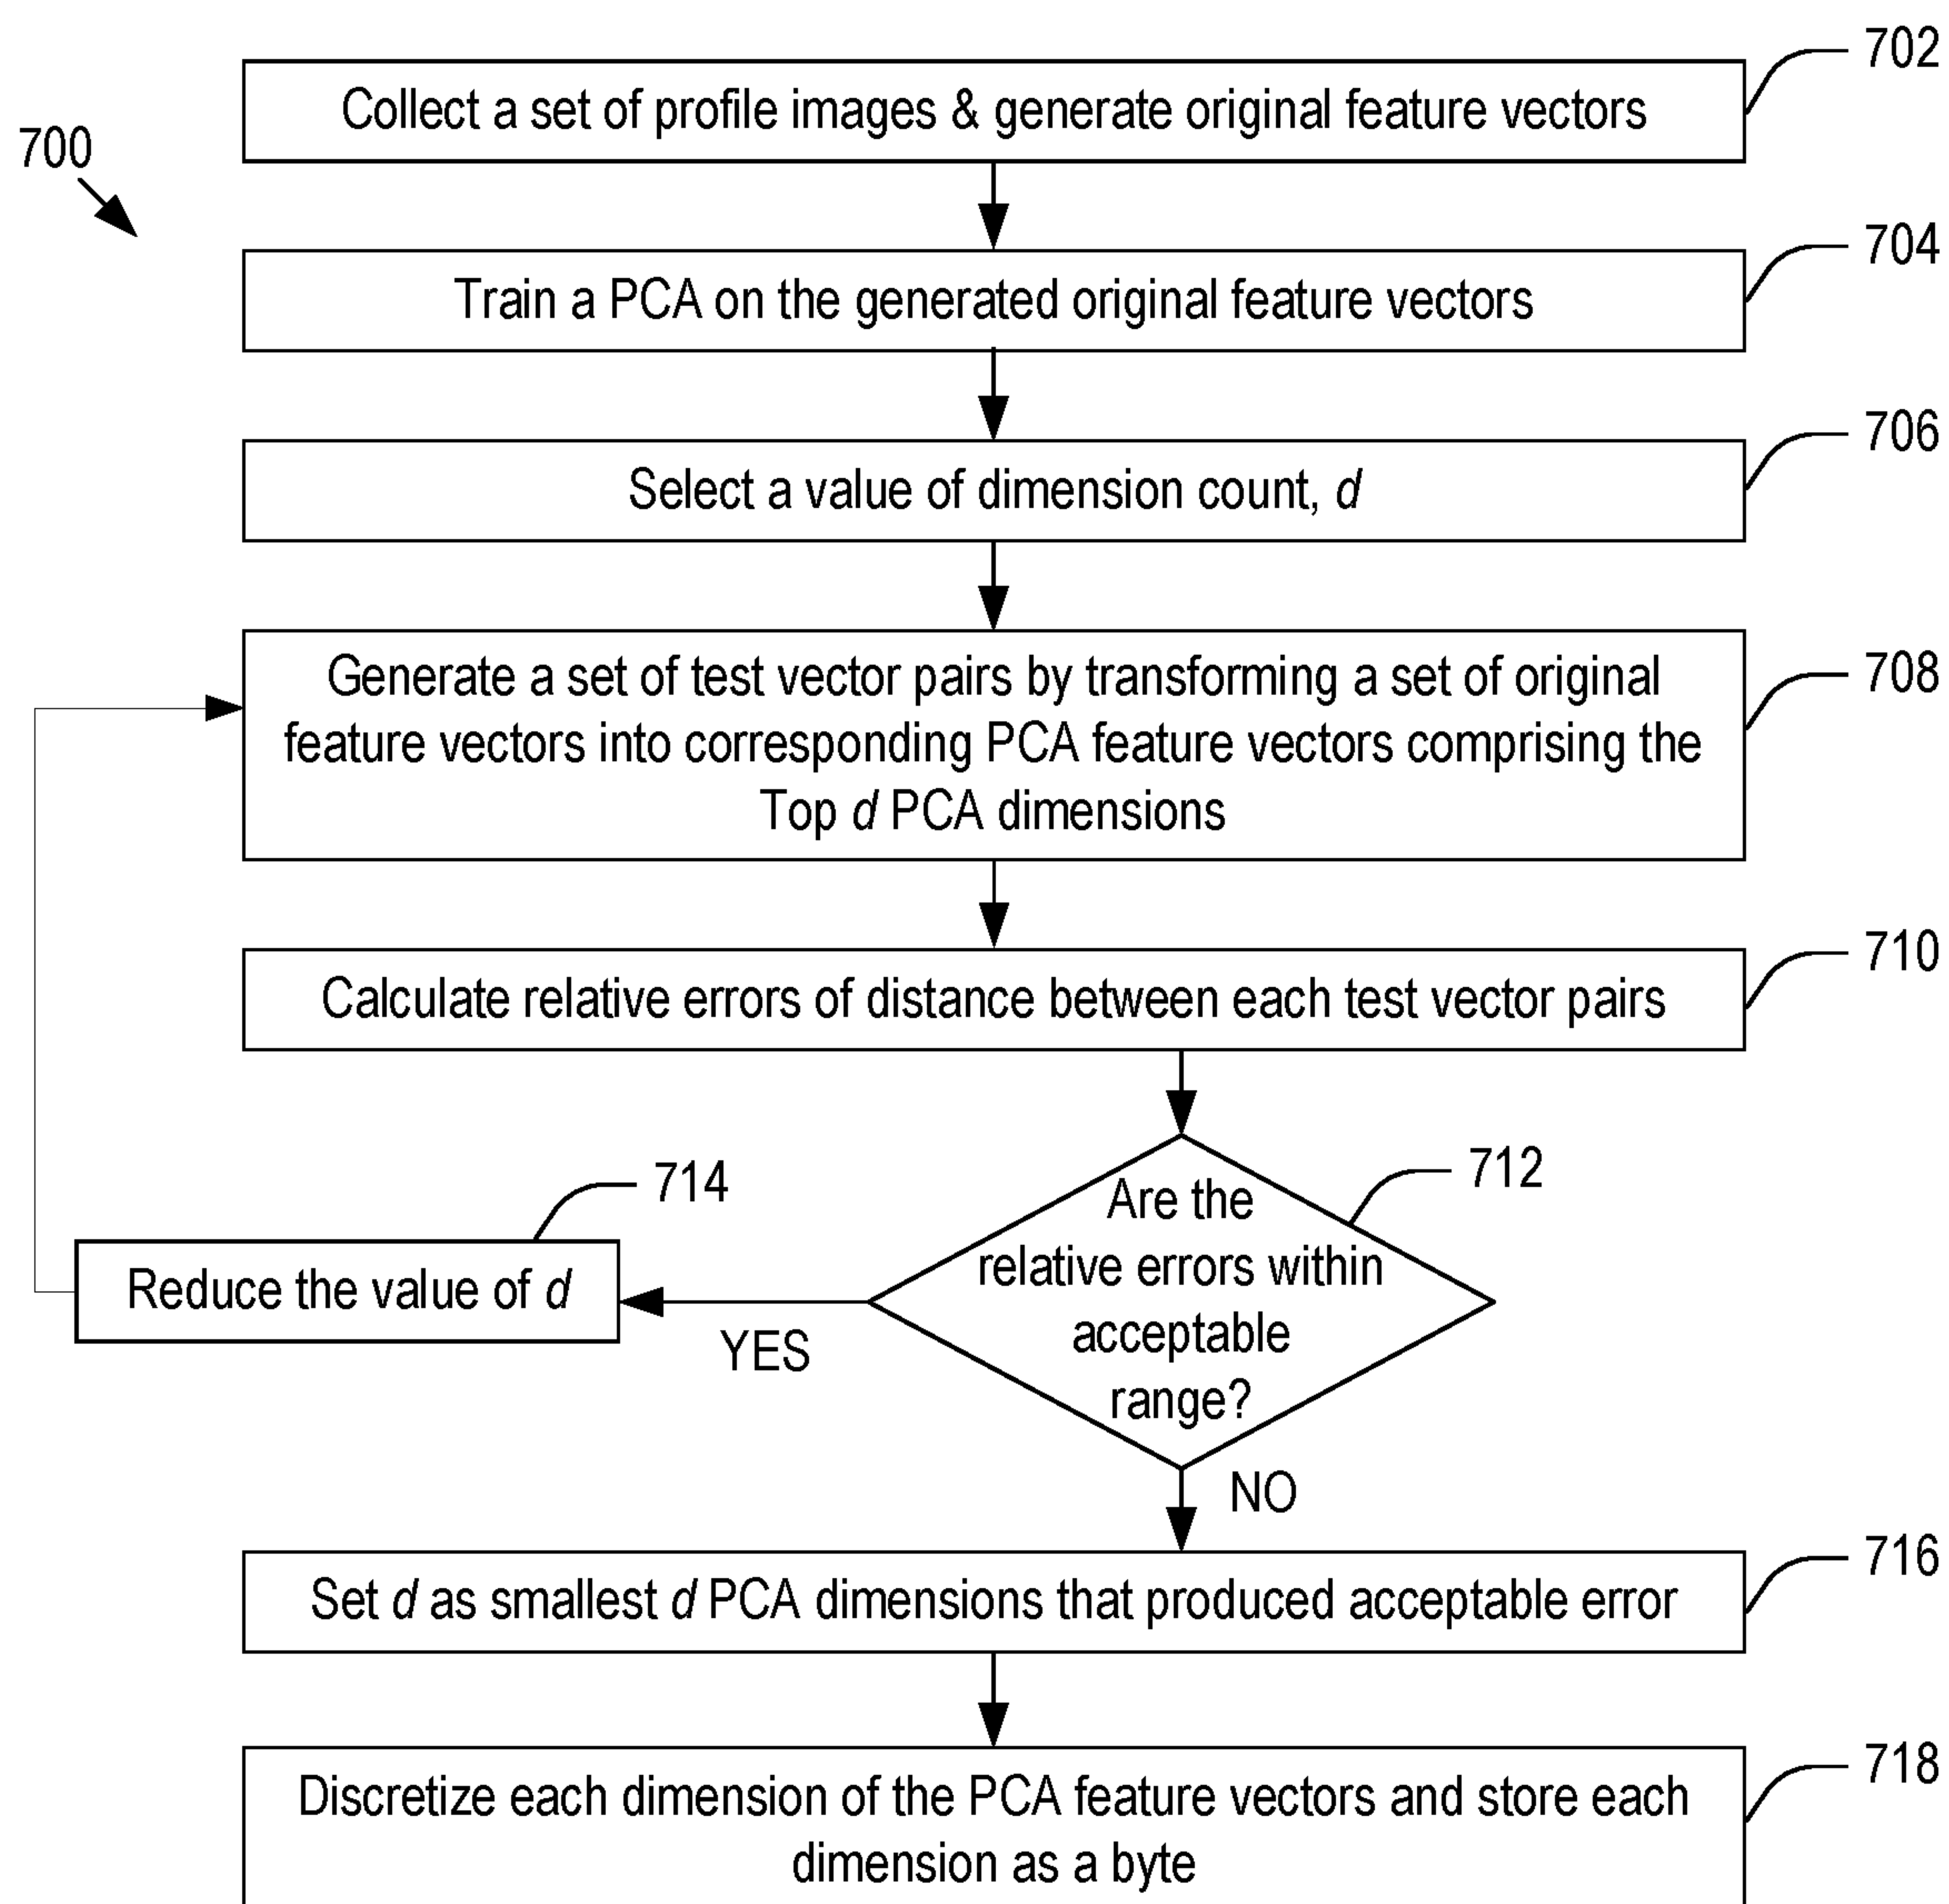 702
Collect a set of profile images & generate original feature vectors
700
704
Train a PCA on the generated original feature vectors
706
Select a value of dimension count, d
708
Generate a set of test vector pairs by transforming a set of original
feature vectors into corresponding PCA feature vectors comprising the
Top d PCA dimensions
710
Calculate relative errors of distance between each test vector pairs
712
Are the
relative errors within
acceptable
range?
714
Reduce the value of d
YES
NO
716
Set d as smallest d PCA dimensions that produced acceptable error
718
Discretize each dimension of the PCA feature vectors and store each
dimension as a byte